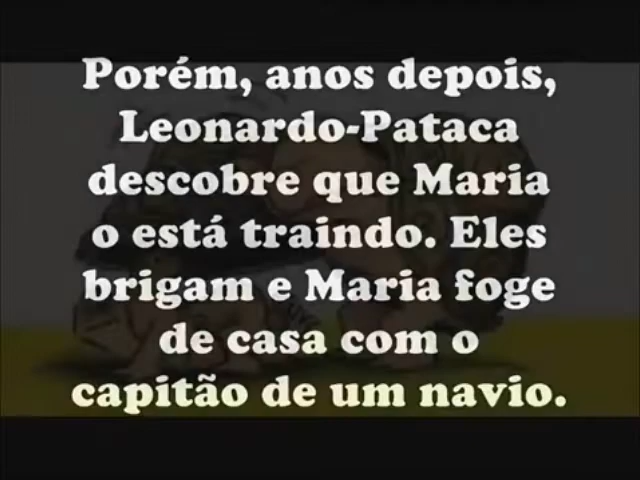 Porém, anos depois,
Leonardo-Pataca
descobre que Maria
o está traindo. Eles
brigam e Maria foge
de casa com o
capitão de um navio.